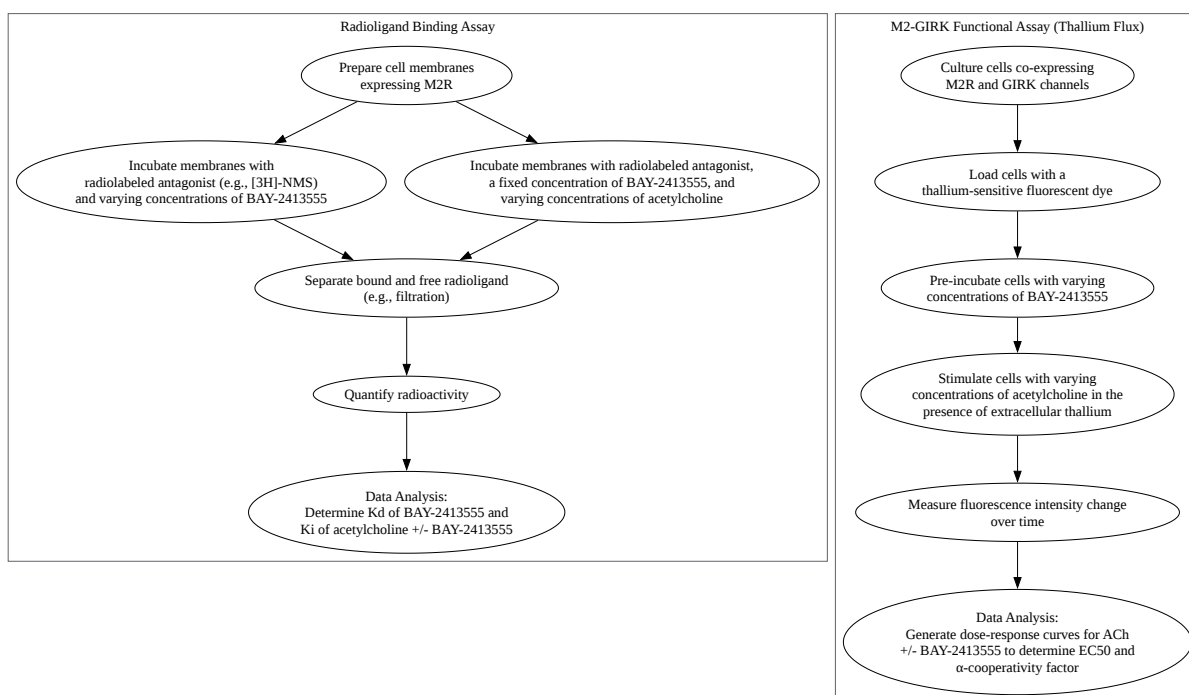 Radioligand Binding Assay
Prepare cell membranes
expressing M2R
Incubate membranes with
radiolabeled antagonist (e.g., [3H]-NMS)
and varying concentrations of BAY-2413555
Incubate membranes with radiolabeled antagonist,
a fixed concentration of BAY-2413555, and
varying concentrations of acetylcholine
Separate bound and free radioligand
(e.g., filtration)
Quantify radioactivity
Data Analysis:
Determine Kd of BAY-2413555 and
Ki of acetylcholine +/- BAY-2413555
M2-GIRK Functional Assay (Thallium Flux)
Culture cells co-expressing
M2R and GIRK channels
Load cells with a
thallium-sensitive fluorescent dye
Pre-incubate cells with varying
concentrations of BAY-2413555
Stimulate cells with varying
concentrations of acetylcholine in the
presence of extracellular thallium
Measure fluorescence intensity change
over time
Data Analysis:
Generate dose-response curves for ACh
+/- BAY-2413555 to determine EC50 and
α-cooperativity factor